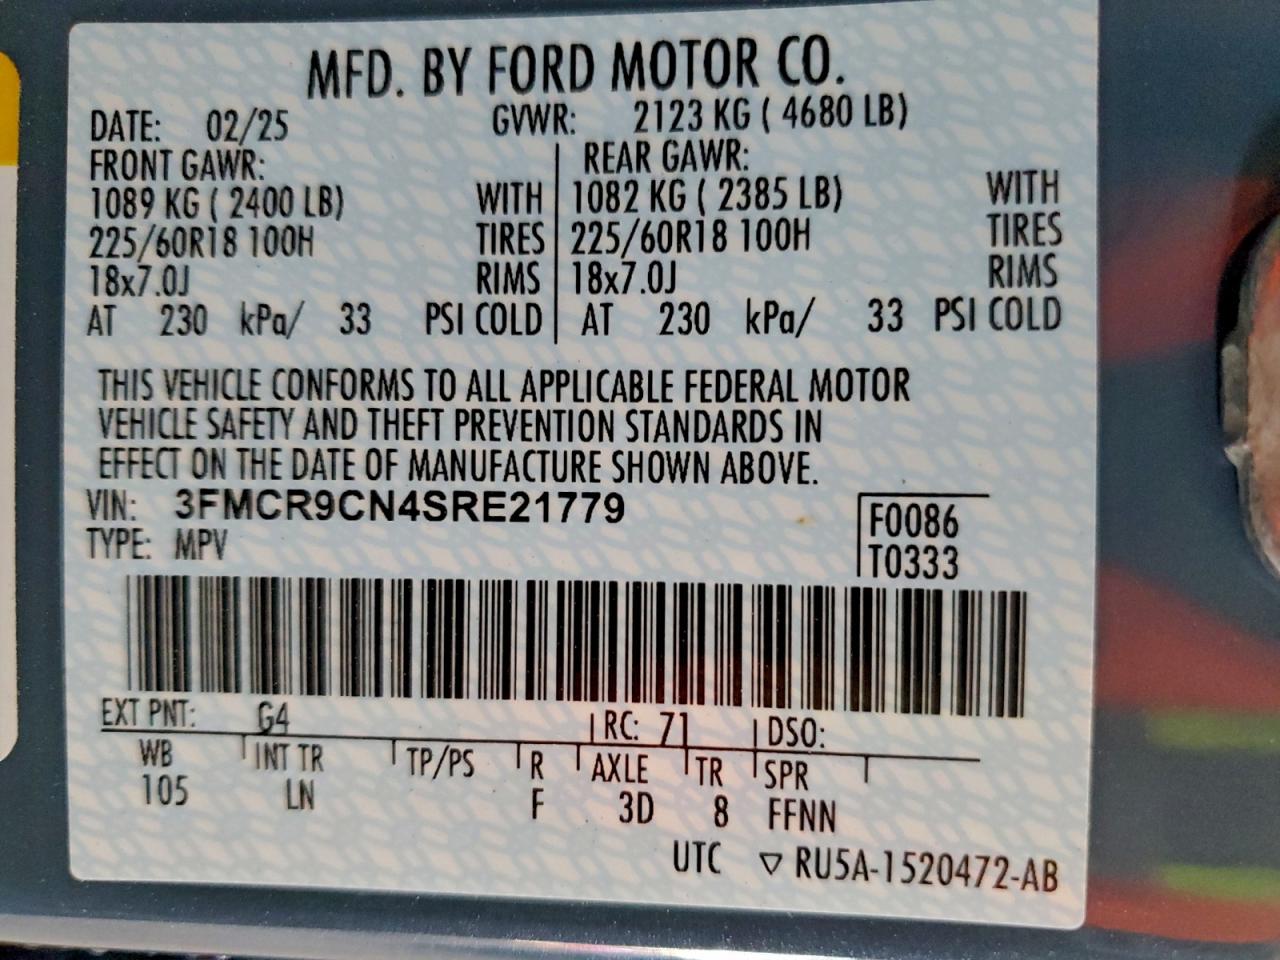 MFD. BY FORD MOTOR CO.
DATE: 02/25 GVWR: 2123 KG ( 4680 LB)
FRONT GAWR: REAR GAWR:
1089 KG ( 2400 LB) WITH 1082 KG ( 2385 LB) WITH
225/60R18 100H TIRES 225/60R18 100H TIRES
18x7.0J RIMS 18x7.0J RIMS
AT 230 kPa/ 33 PSI COLD AT 230 kPa/ 33 PSI COLD
THIS VEHICLE CONFORMS TO ALL APPLICABLE FEDERAL MOTOR
VEHICLE SAFETY AND THEFT PREVENTION STANDARDS IN
EFFECT ON THE DATE OF MANUFACTURE SHOWN ABOVE.
VIN: 3FMCR9CN4SRE21779 F0086
TYPE: MPV T0333
EXT PNT: G4 RC: 71 DSO:
WB INT TR TP/PS R AXLE TR SPR
105 LN F 3D 8 FFNN
UTC ▽ RU5A-1520472-AB